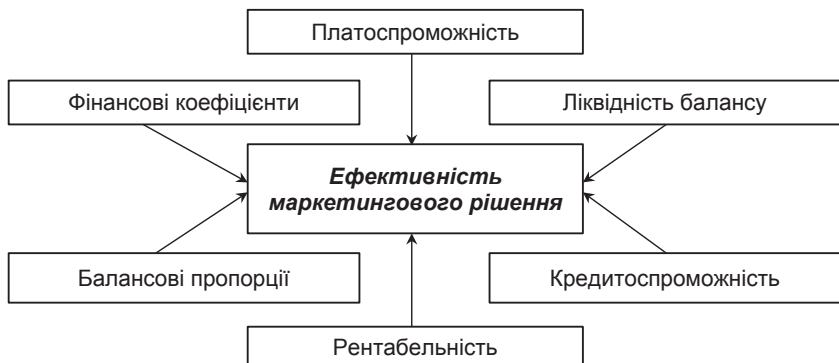 Платоспроможність
Фінансові коефіцієнти
Ліквідність балансу
Ефективність
маркетингового рішення
Балансові пропорції
Кредитоспроможність
Рентабельність